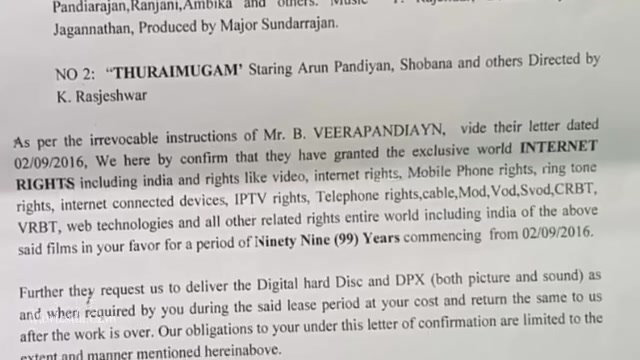 Pandiarajan,Ranjani,Ambika and others. Music
Jagannathan, Produced by Major Sundarrajan.
NO 2: “THURAIMUGAM’ Staring Arun Pandiyan, Shobana and others Directed by
K. Rasjeshwar
As per the irrevocable instructions of Mr. B. VEERAPANDIAYN, vide their letter dated
02/09/2016, We here by confirm that they have granted the exclusive world INTERNET
RIGHTS including india and rights like video, internet rights, Mobile Phone rights, ring tone
rights, internet connected devices, IPTV rights, Telephone rights,cable,Mod,Vod,Svod,CRBT,
VRBT, web technologies and all other related rights entire world including india of the above
said films in your favor for a period of Ninety Nine (99) Years commencing from 02/09/2016.
Further they request us to deliver the Digital hard Disc and DPX (both picture and sound) as
and when required by you during the said lease period at your cost and return the same to us
after the work is over. Our obligations to your under this letter of confirmation are limited to the
extent and manner mentioned hereinabove.